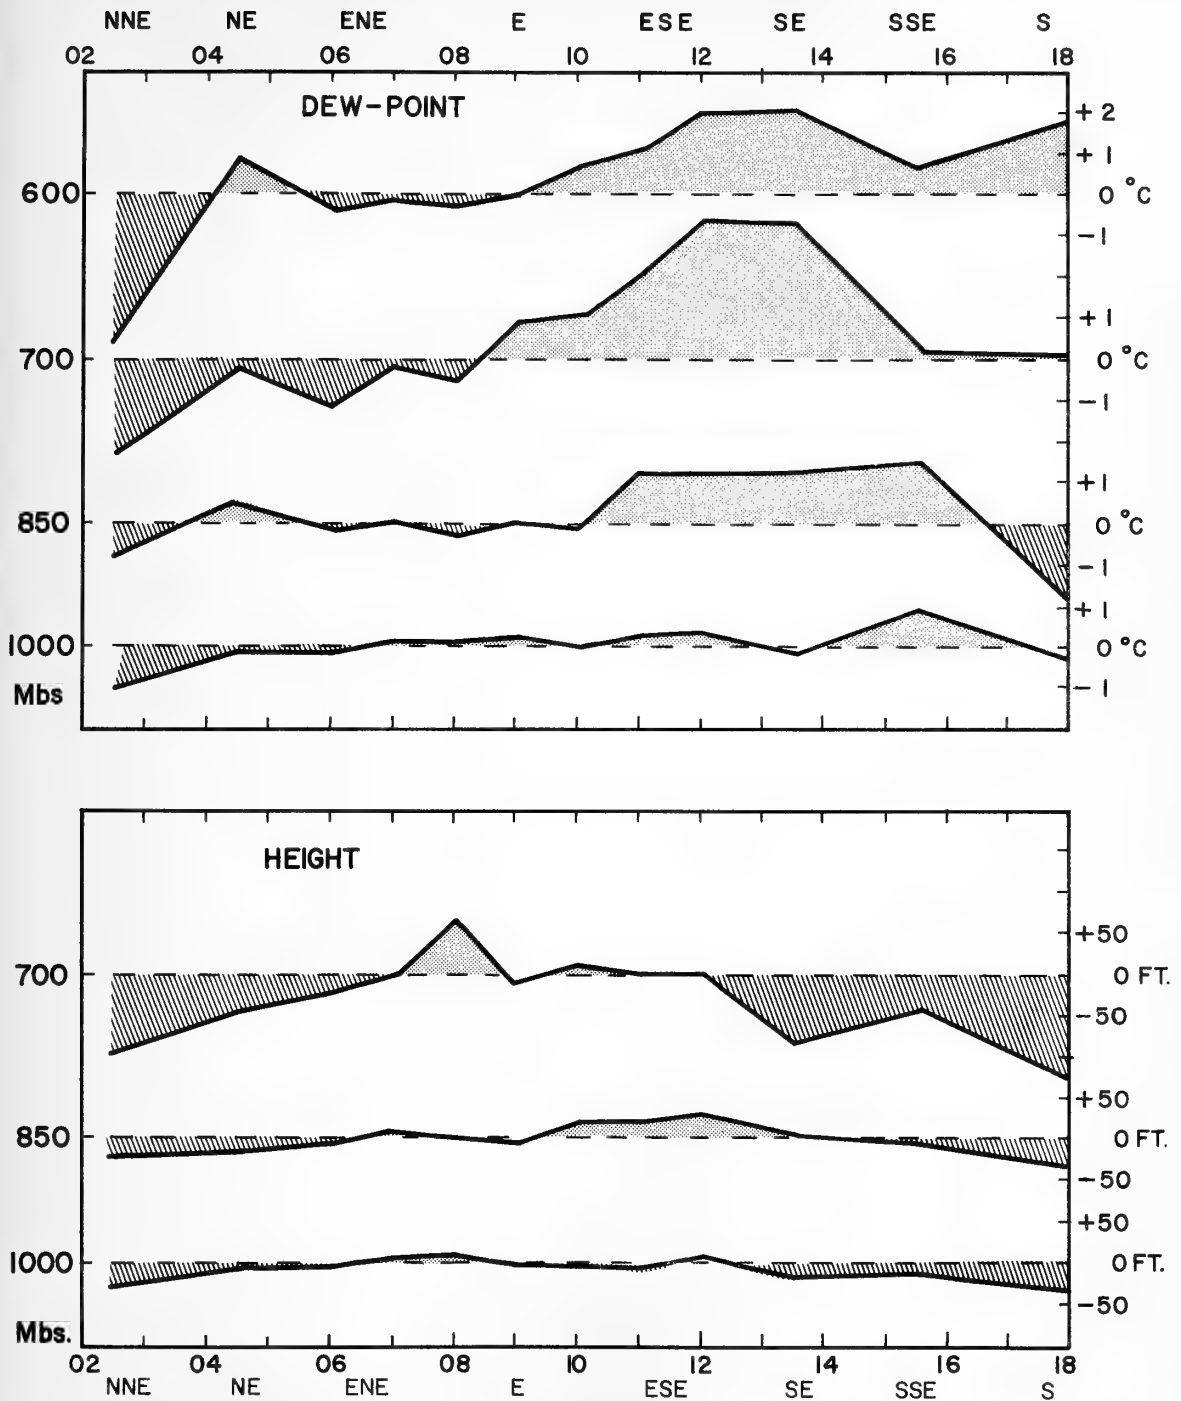 NNE NE ENE E ESE SE SSE S
02 04 06 08 10 12 14 16 18
DEW-POINT
+2
+1
600 0 °C
-1
+1
700 0 °C
-1
+1
850 0 °C
-1
+1
1000 0 °C
Mbs -1
HEIGHT
+50
700 0 FT.
-50
+50
850 0 FT.
-50
+50
1000 0 FT.
-50
Mbs.
02 04 06 08 10 12 14 16 18
NNE NE ENE E ESE SE SSE S